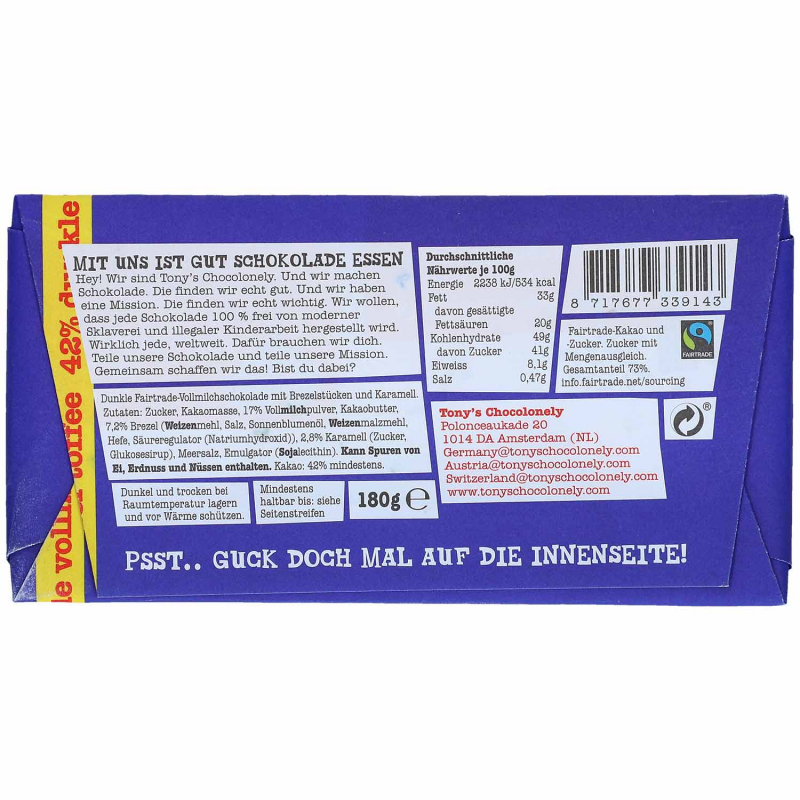 MIT UNS IST GUT SCHOKOLADE ESSEN
Hey! Wir sind Tony's Chocolonely. Und wir machen
Schokolade. Die finden wir echt gut. Und wir haben
eine Mission. Die finden wir echt wichtig. Wir wollen,
dass jede Schokolade 100 % frei von moderner
Sklaverei und illegaler Kinderarbeit hergestellt wird.
Wirklich jede, weltweit. Dafür brauchen wir dich.
Teile unsere Schokolade und teile unsere Mission.
Gemeinsam schaffen wir das! Bist du dabei?
Dunkle Fairtrade-Vollmilchschokolade mit Brezelstücken und Karamell.
Zutaten: Zucker, Kakaomasse, 17% Vollmilchpulver, Kakaobutter,
7,2% Brezel (Weizenmehl, Salz, Sonnenblumenöl, Weizenmalzmehl,
Hefe, Säureregulator (Natriumhydroxid)), 2,8% Karamell (Zucker,
Glukosesirup), Meersalz, Emulgator (Sojalecithin). Kann Spuren von
Ei, Erdnuss und Nüssen enthalten. Kakao: 42% mindestens.
Dunkel und trocken bei
Raumtemperatur lagern
und vor Wärme schützen.
Mindestens
haltbar bis: siehe
Seitenstreifen
180g ℮
Durchschnittliche
Nährwerte je 100g
Energie 2238 kJ/534 kcal
Fett 33g
davon gesättigte
Fettsäuren 20g
Kohlenhydrate 49g
davon Zucker 41g
Eiweiss 8,1g
Salz 0,47g
8 717677 339143
Fairtrade-Kakao und
-Zucker. Zucker mit
Mengenausgleich.
Gesamtanteil 73%.
info.fairtrade.net/sourcing
FAIRTRADE
Tony's Chocolonely
Polonceaukade 20
1014 DA Amsterdam (NL)
Germany@tonyschocolonely.com
Austria@tonyschocolonely.com
Switzerland@tonyschocolonely.com
www.tonyschocolonely.com
®
PSST.. GUCK DOCH MAL AUF DIE INNENSEITE!
42%
toffee